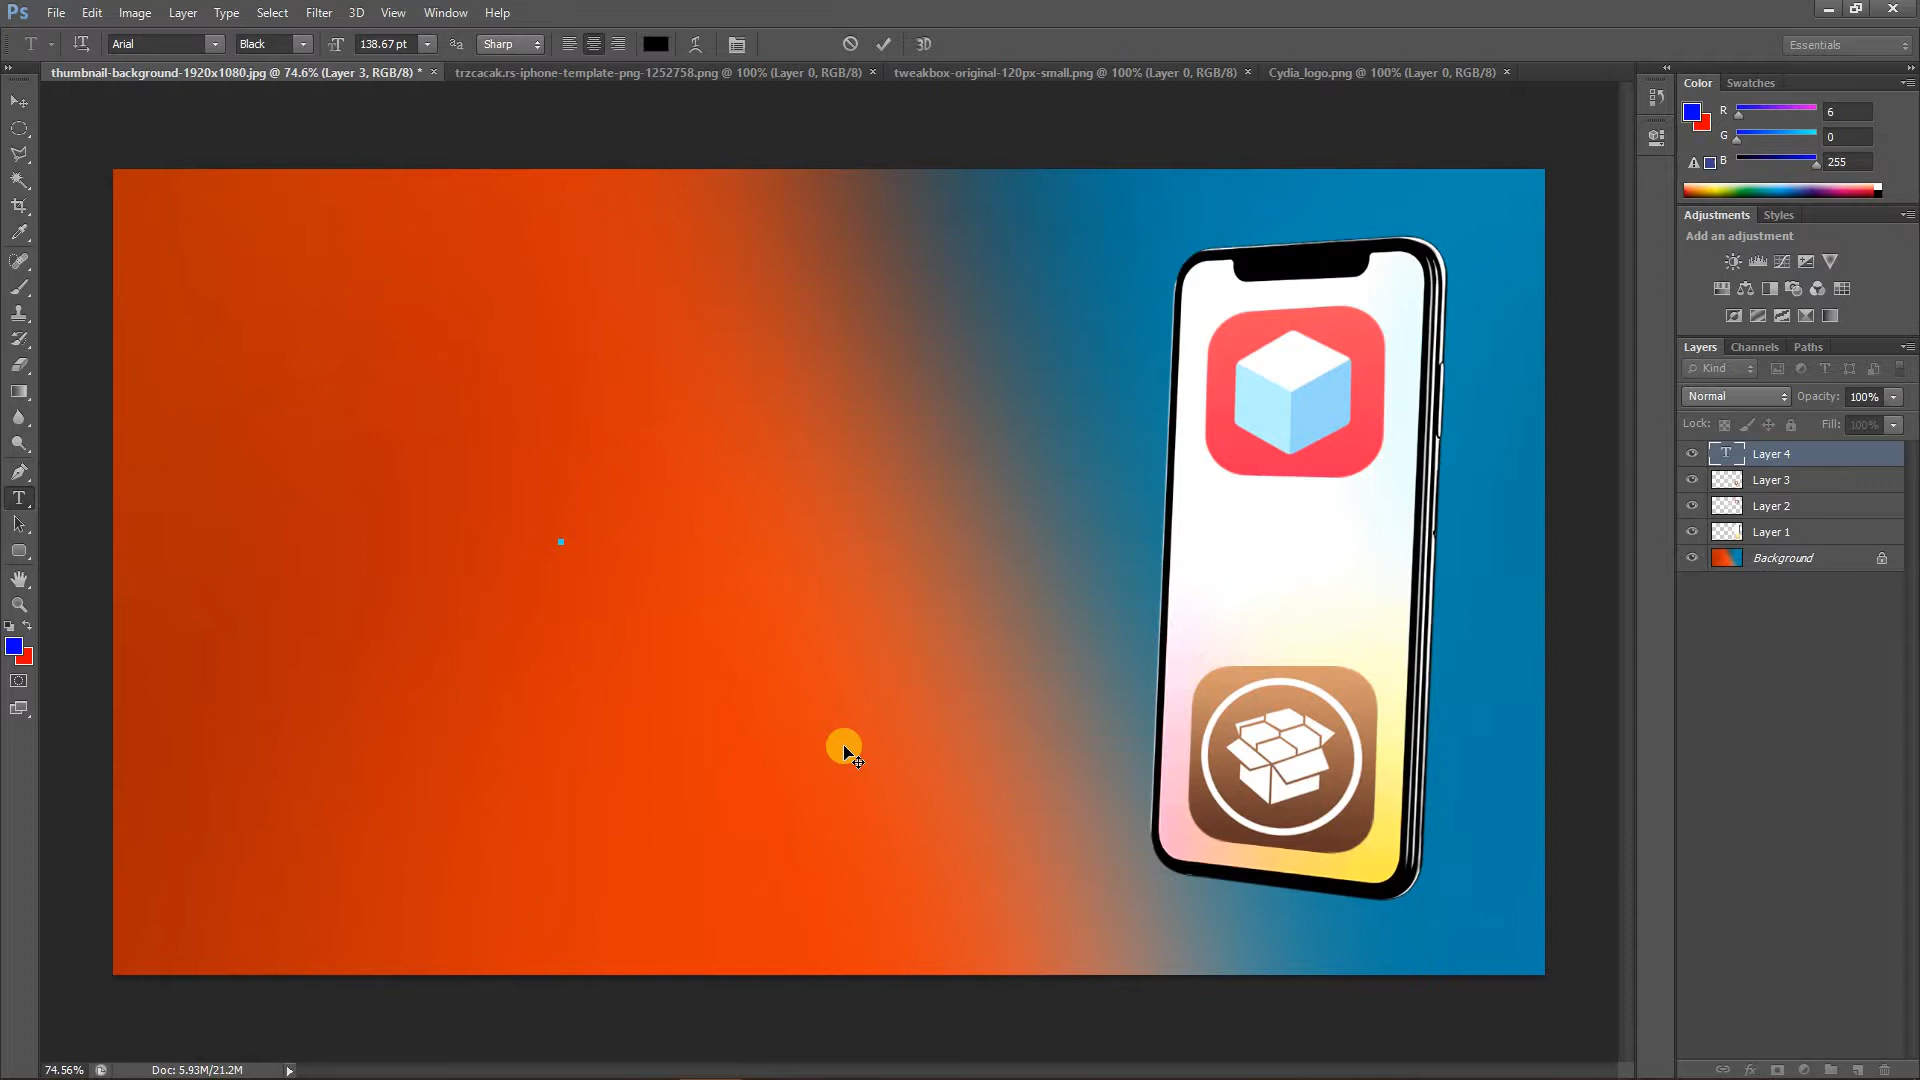 Ps File Edit Image Layer Type Select Filter 3D View Window Help
T Arial Black 138.67 pt aa Sharp 3D Essentials
thumbnail-background-1920x1080.jpg @ 74.6% (Layer 3, RGB/8) * × trzcacak.rs-iphone-template-png-1252758.png @ 100% (Layer 0, RGB/8) × tweakbox-original-120px-small.png @ 100% (Layer 0, RGB/8) × Cydia_logo.png @ 100% (Layer 0, RGB/8) ×
Color Swatches
R 6
G 0
B 255
Adjustments Styles
Add an adjustment
Layers Channels Paths
Kind
Normal Opacity: 100%
Lock: Fill: 100%
T Layer 4
Layer 3
Layer 2
Layer 1
Background
74.56% Doc: 5.93M/21.2M